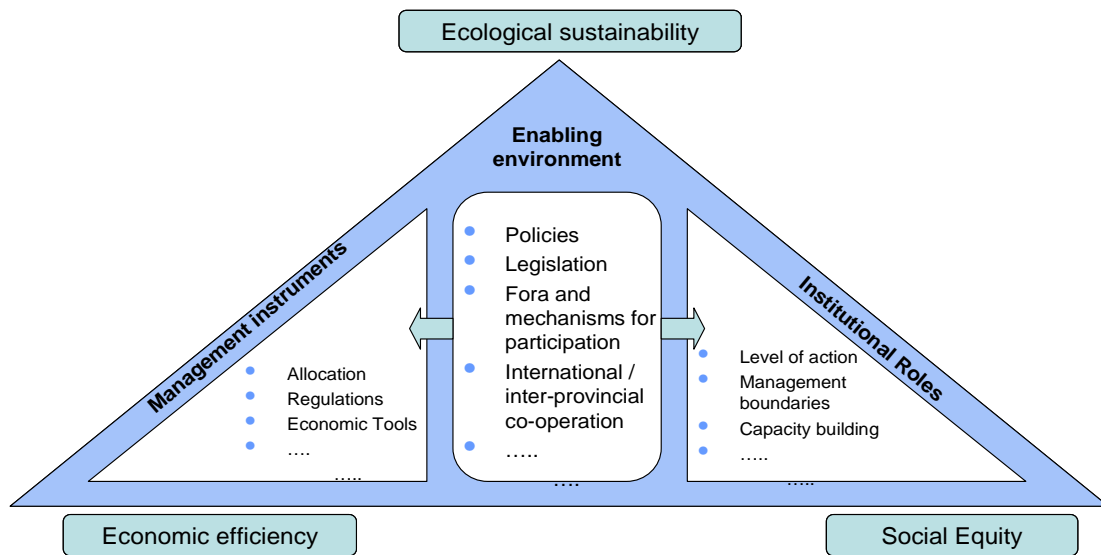 Ecological sustainability
Enabling
environment
Management instruments
Institutional Roles
Policies
Legislation
Fora and
mechanisms for
participation
International /
inter-provincial
co-operation
…..
….
Allocation
Regulations
Economic Tools
….
…..
Level of action
Management
boundaries
Capacity building
…..
…..
Economic efficiency
Social Equity